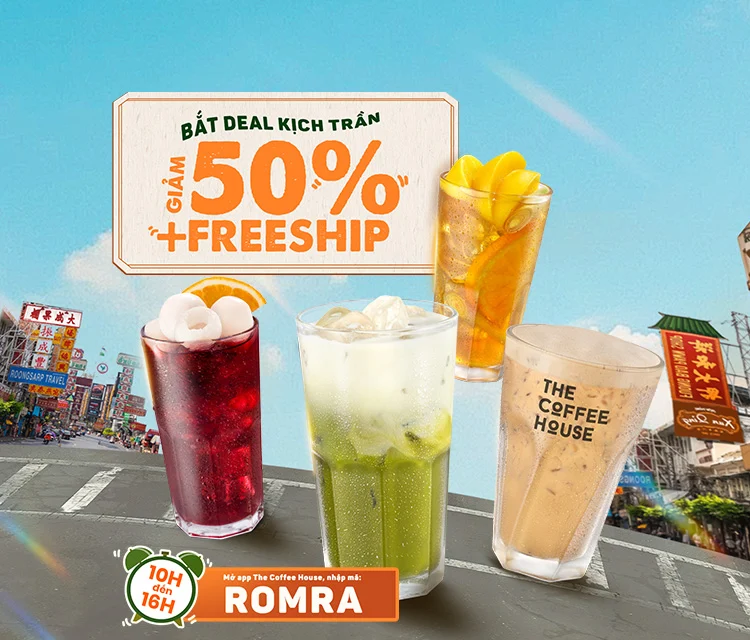 BẮT DEAL KỊCH TRẦN
GIẢM
50%
+FREESHIP
THE
COFFEE
HOUSE
ROONGSARP TRAVEL
10H
đến
16H
Mở app The Coffee House, nhập mã:
ROMRA